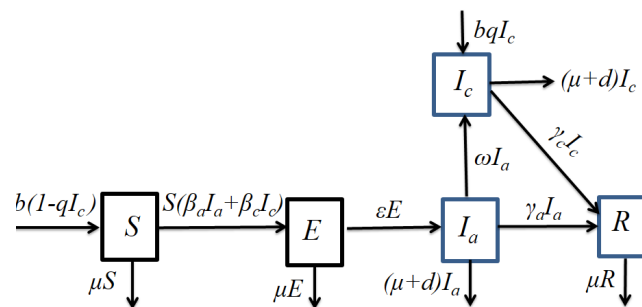 bqI_c
I_c
(μ+d)I_c
γ_cI_c
ωI_a
b(1-qI_c)
S
S(β_aI_a+β_cI_c)
E
εE
I_a
γ_aI_a
R
μS
μE
(μ+d)I_a
μR